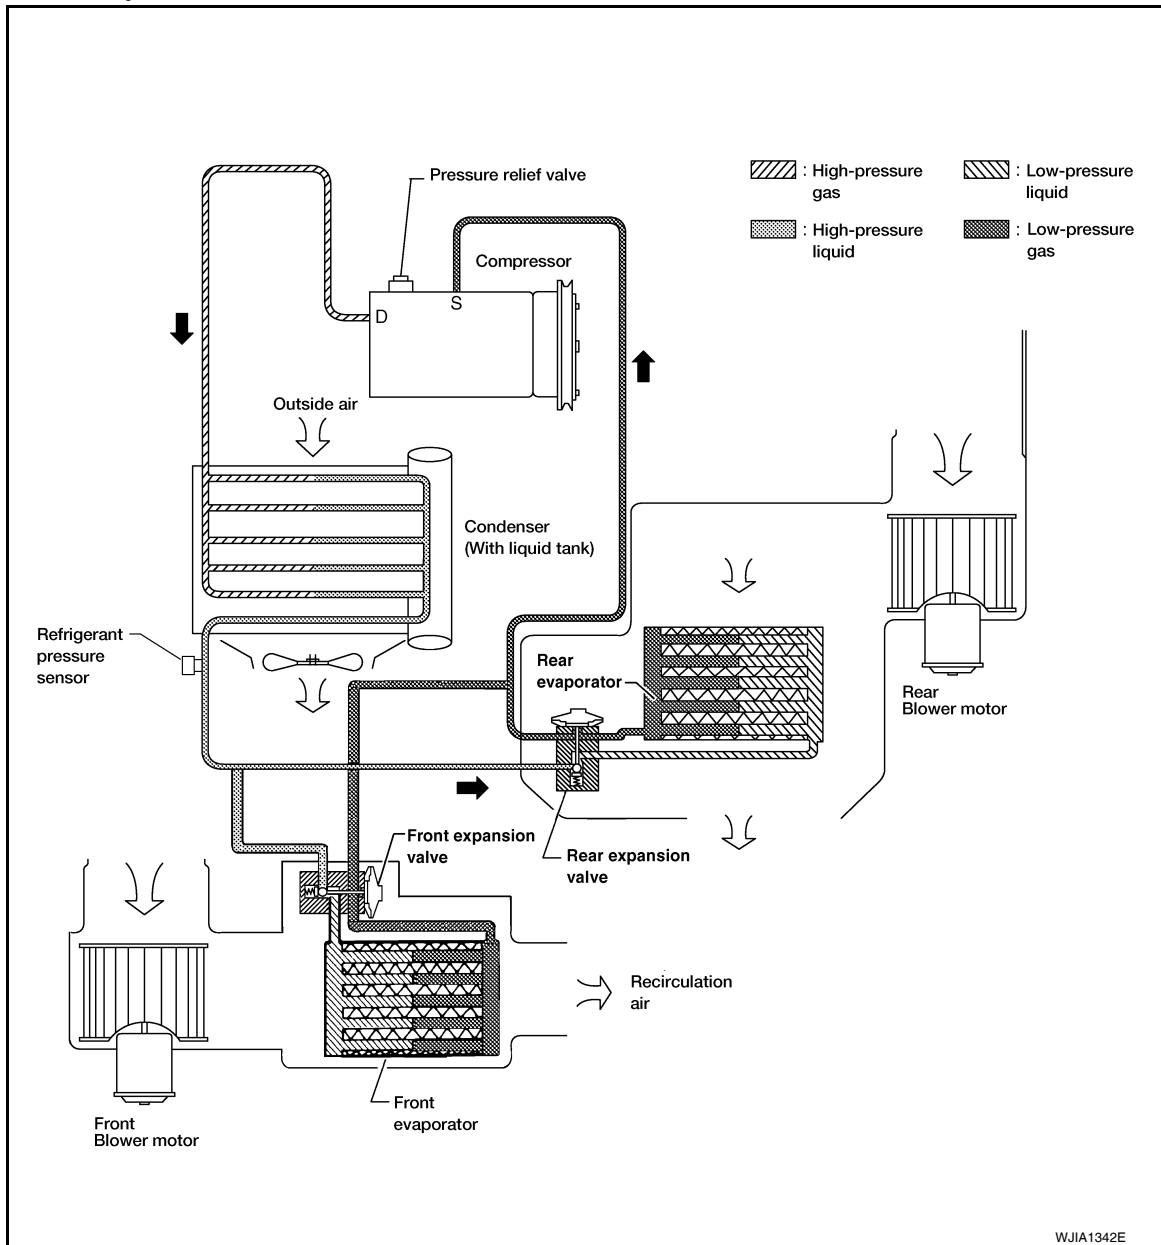 Pressure relief valve
: High-pressure
gas
: Low-pressure
liquid
: High-pressure
liquid
: Low-pressure
gas
Compressor
S
D
Outside air
Condenser
(With liquid tank)
Refrigerant
pressure
sensor
Rear
evaporator
Rear
Blower motor
Front expansion
valve
Rear expansion
valve
Recirculation
air
Front
evaporator
Front
Blower motor
WJIA1342E